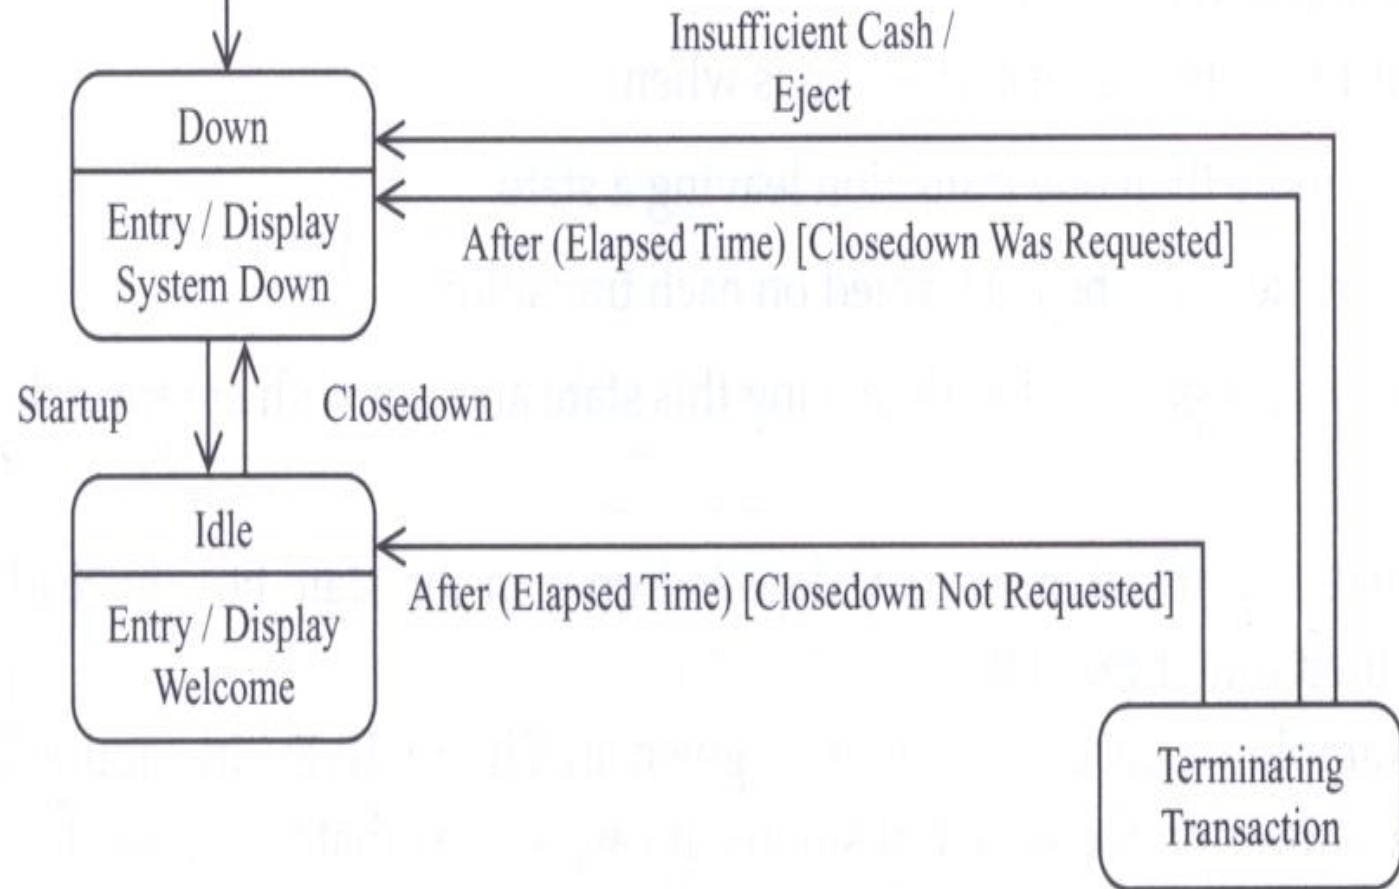 Insufficient Cash /
Eject
Down
Entry / Display
System Down
After (Elapsed Time) [Closedown Was Requested]
Startup
Closedown
Idle
Entry / Display
Welcome
After (Elapsed Time) [Closedown Not Requested]
Terminating
Transaction